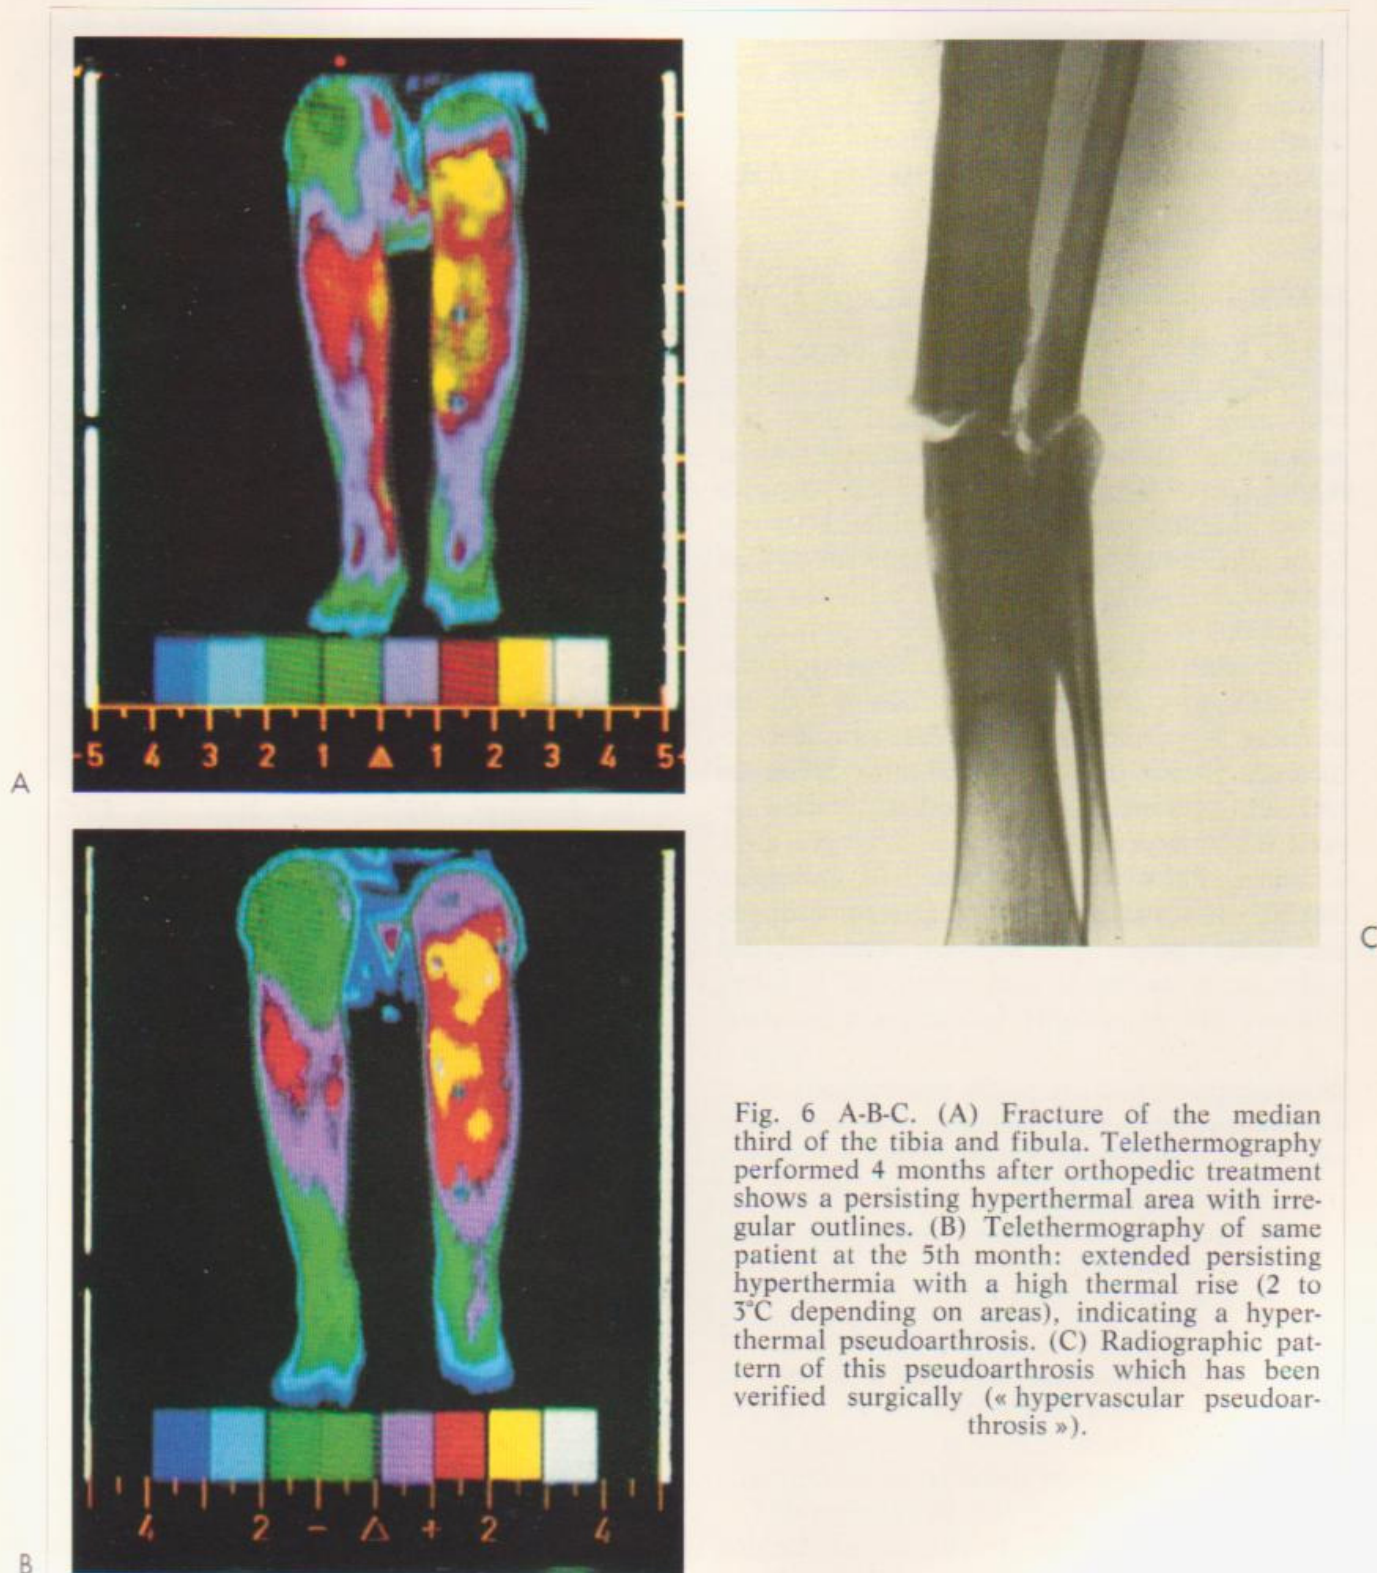 -5 4 3 2 1 ▲ 1 2 3 4 5+
A
4 2 - △ + 2 4
B
C
Fig. 6 A-B-C. (A) Fracture of the median
third of the tibia and fibula. Telethermography
performed 4 months after orthopedic treatment
shows a persisting hyperthermal area with irre-
gular outlines. (B) Telethermography of same
patient at the 5th month: extended persisting
hyperthermia with a high thermal rise (2 to
3°C depending on areas), indicating a hyper-
thermal pseudoarthrosis. (C) Radiographic pat-
tern of this pseudoarthrosis which has been
verified surgically (« hypervascular pseudoar-
throsis »).